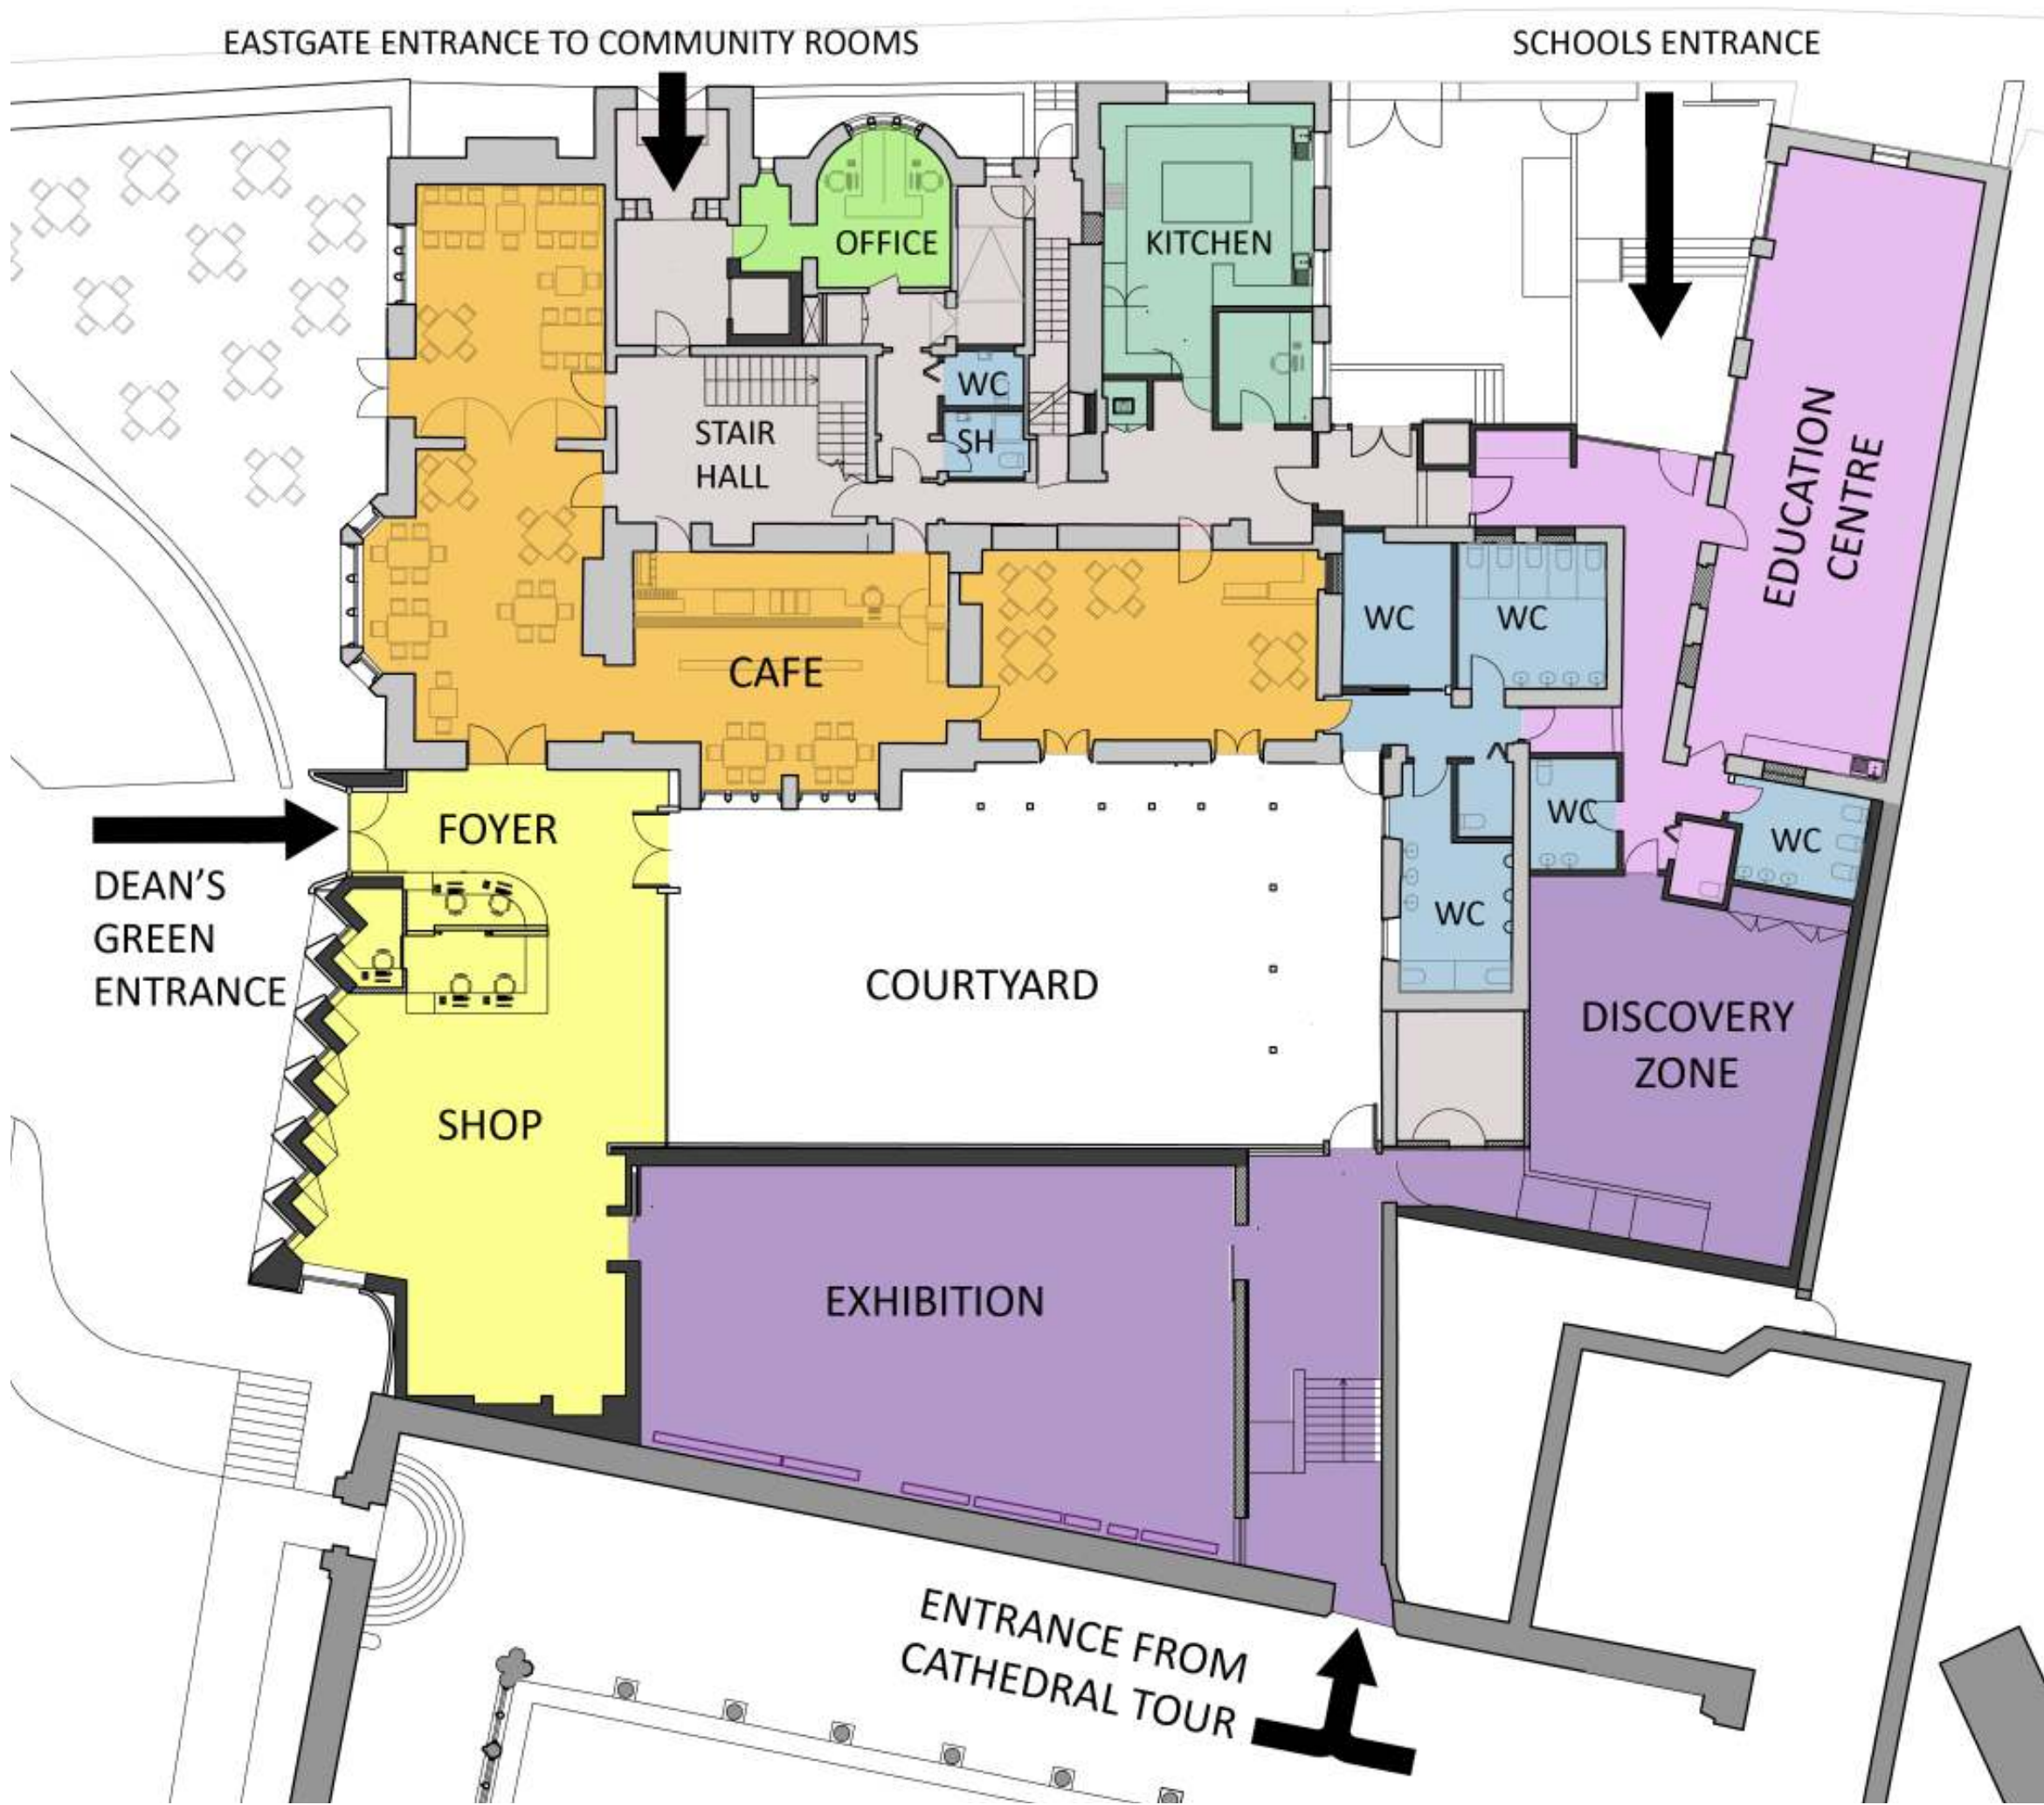 EASTGATE ENTRANCE TO COMMUNITY ROOMS
SCHOOLS ENTRANCE
OFFICE
KITCHEN
WC
SH
STAIR
HALL
EDUCATION
CENTRE
WC
WC
CAFE
FOYER
WC
WC
DEAN'S
GREEN
ENTRANCE
WC
COURTYARD
DISCOVERY
ZONE
SHOP
EXHIBITION
ENTRANCE FROM
CATHEDRAL TOUR